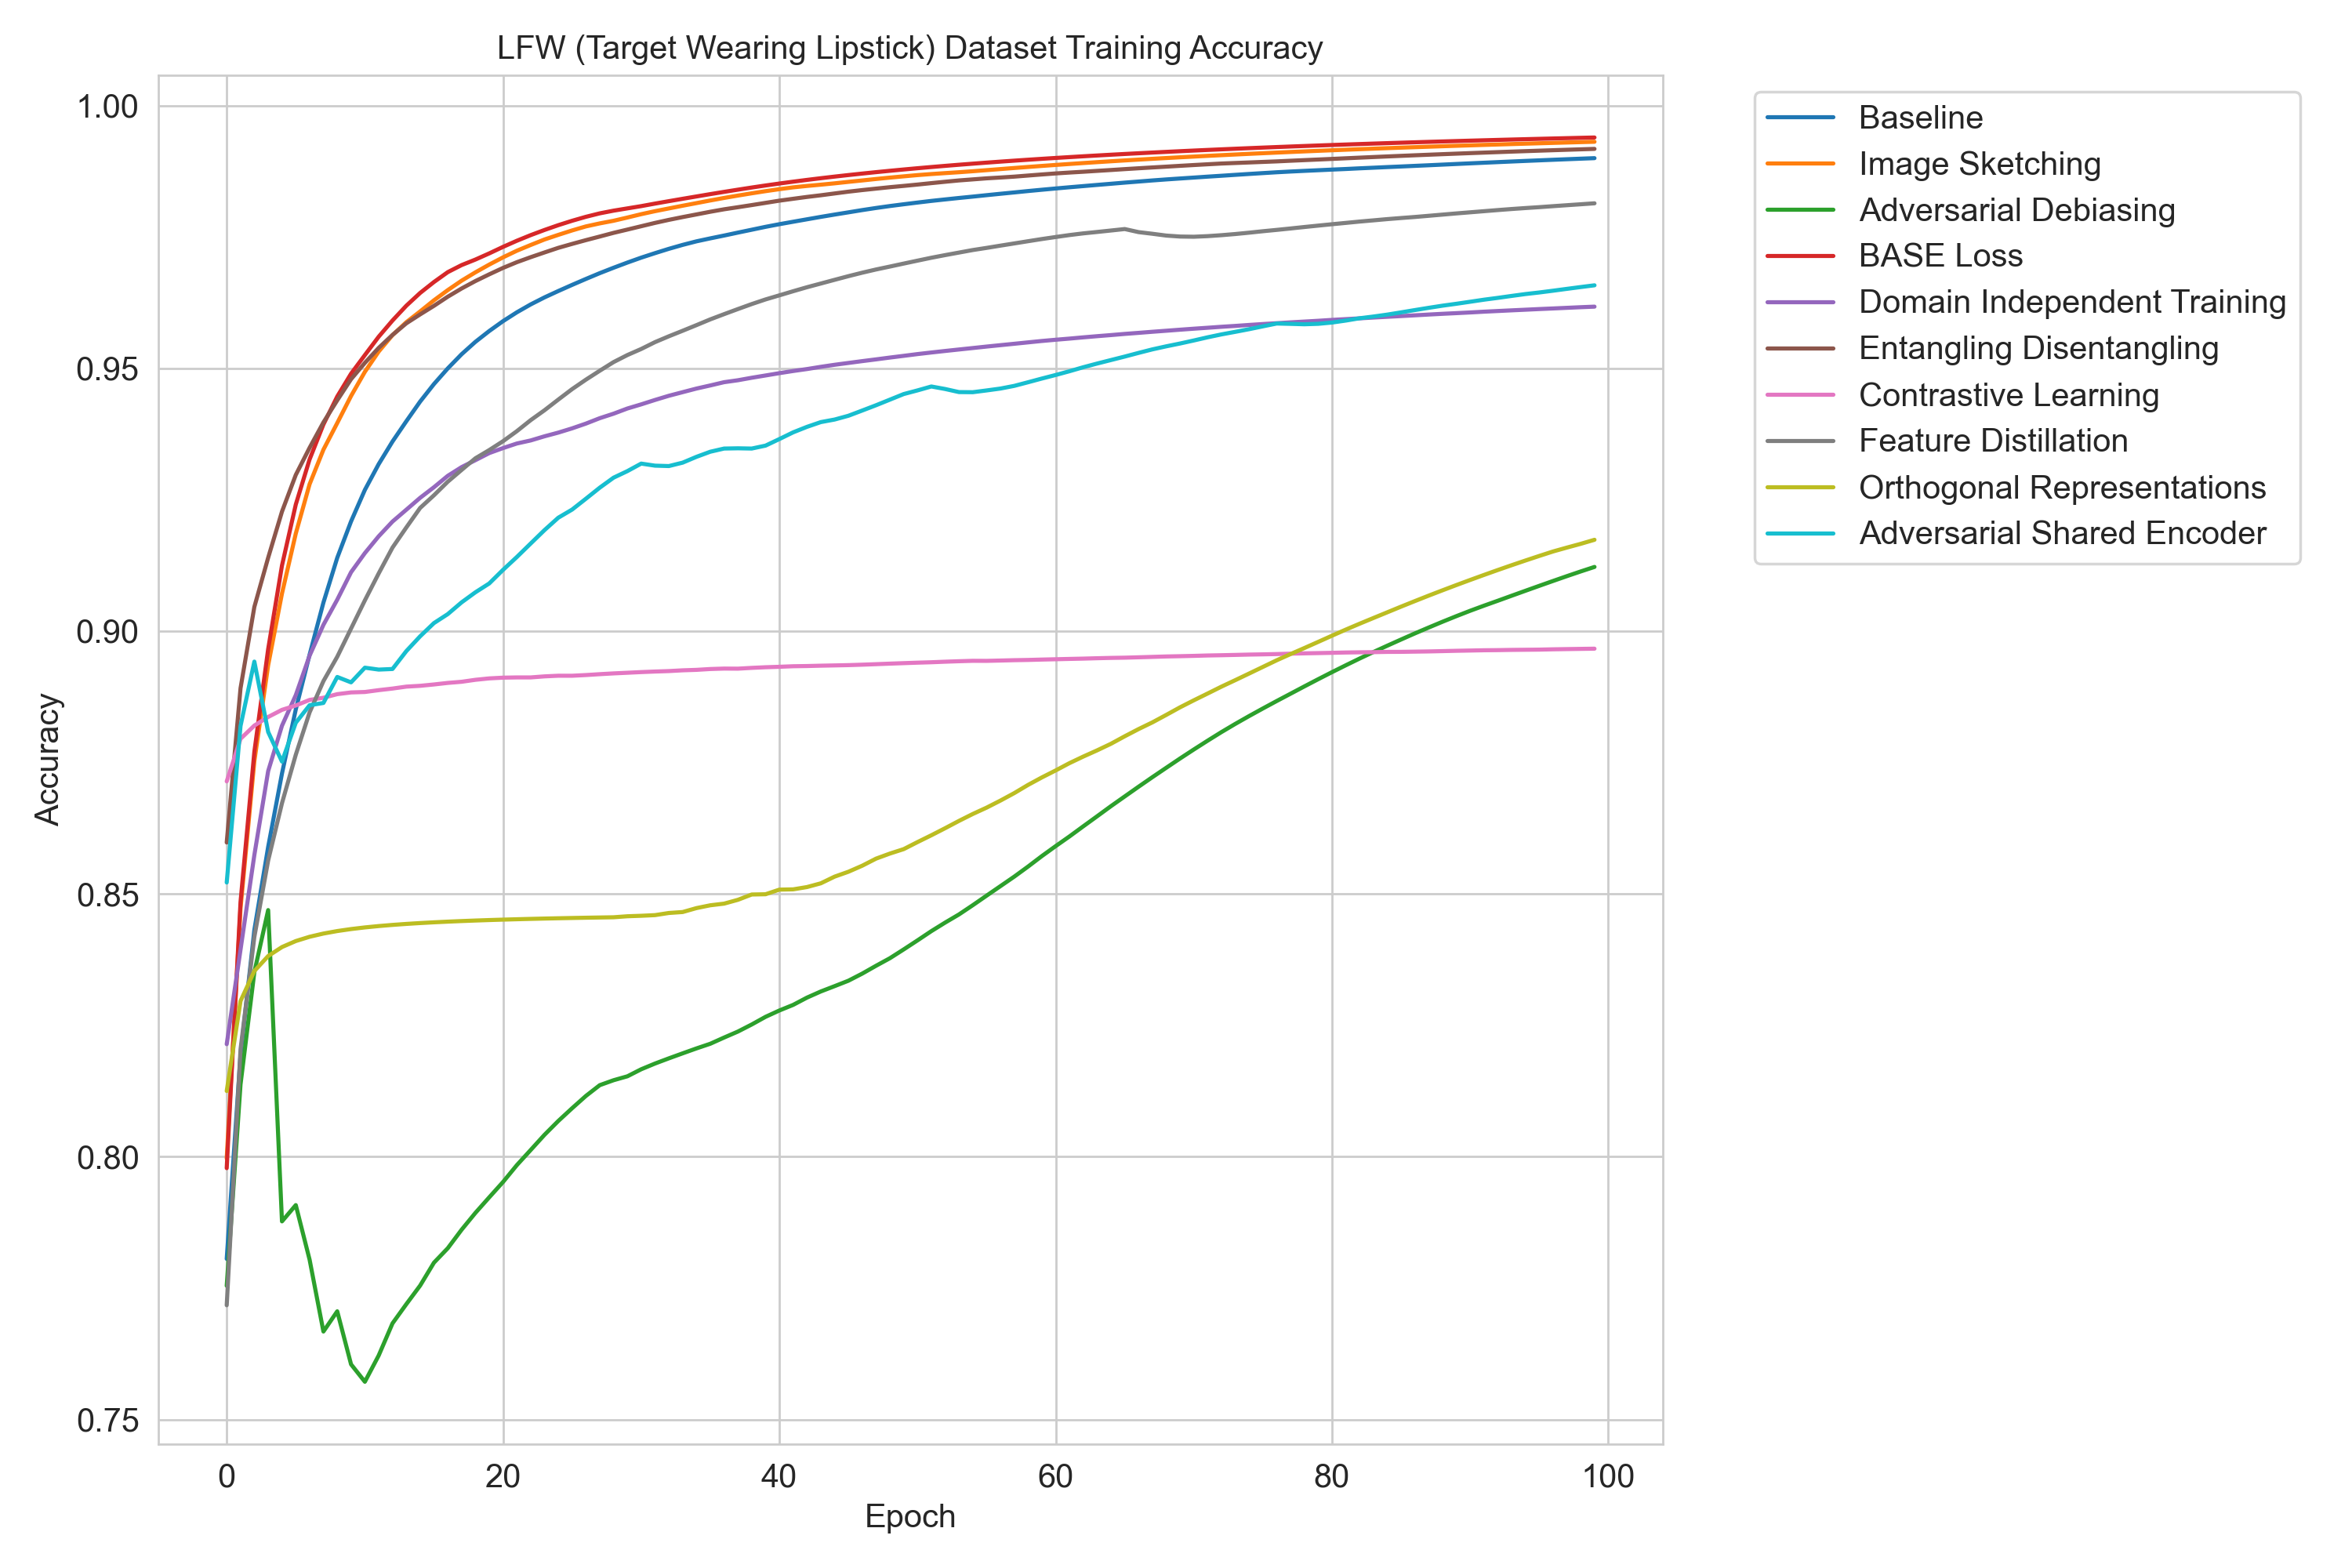 LFW (Target Wearing Lipstick) Dataset Training Accuracy
1.00
0.95
0.90
0.85
0.80
0.75
Accuracy
0 20 40 60 80 100
Epoch
Baseline
Image Sketching
Adversarial Debiasing
BASE Loss
Domain Independent Training
Entangling Disentangling
Contrastive Learning
Feature Distillation
Orthogonal Representations
Adversarial Shared Encoder